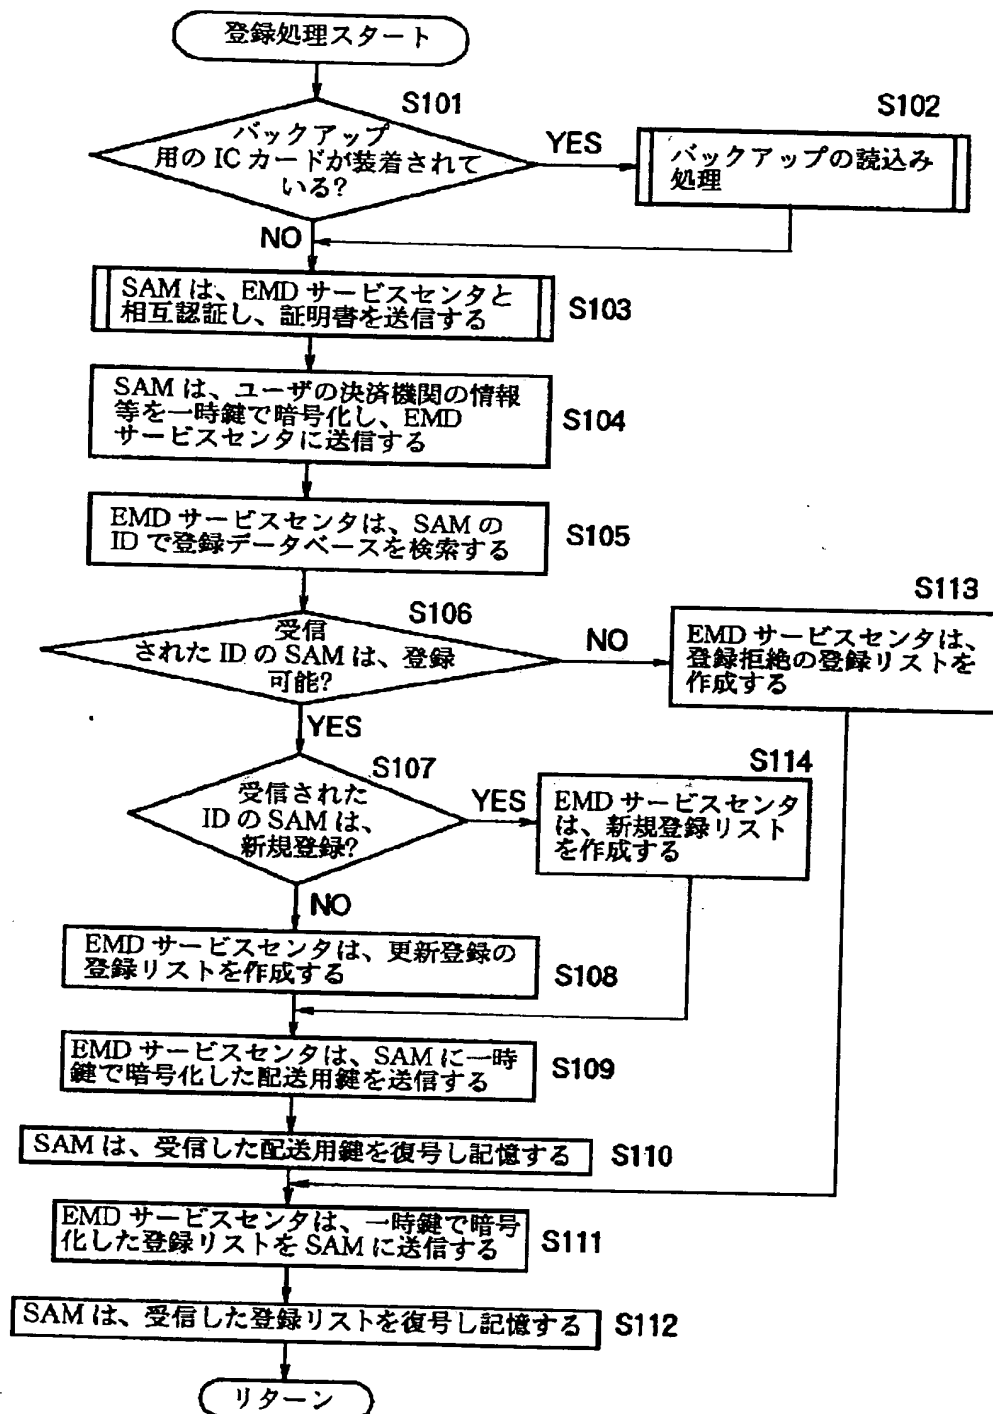 登録処理スタート
S101
バックアップ
用の IC カードが装着されて
いる?
YES
S102
バックアップの読込み
処理
NO
SAM は、EMD サービスセンタと
相互認証し、証明書を送信する
S103
SAM は、ユーザの決済機関の情報
等を一時鍵で暗号化し、EMD
サービスセンタに送信する
S104
EMD サービスセンタは、SAM の
ID で登録データベースを検索する
S105
S106
受信
された ID の SAM は、登録
可能?
NO
S113
EMD サービスセンタは、
登録拒絶の登録リストを
作成する
YES
S107
受信された
ID の SAM は、
新規登録?
YES
S114
EMD サービスセンタ
は、新規登録リスト
を作成する
NO
EMD サービスセンタは、更新登録の
登録リストを作成する
S108
EMD サービスセンタは、SAM に一時
鍵で暗号化した配送用鍵を送信する
S109
SAM は、受信した配送用鍵を復号し記憶する
S110
EMD サービスセンタは、一時鍵で暗号
化した登録リストを SAM に送信する
S111
SAM は、受信した登録リストを復号し記憶する
S112
リターン